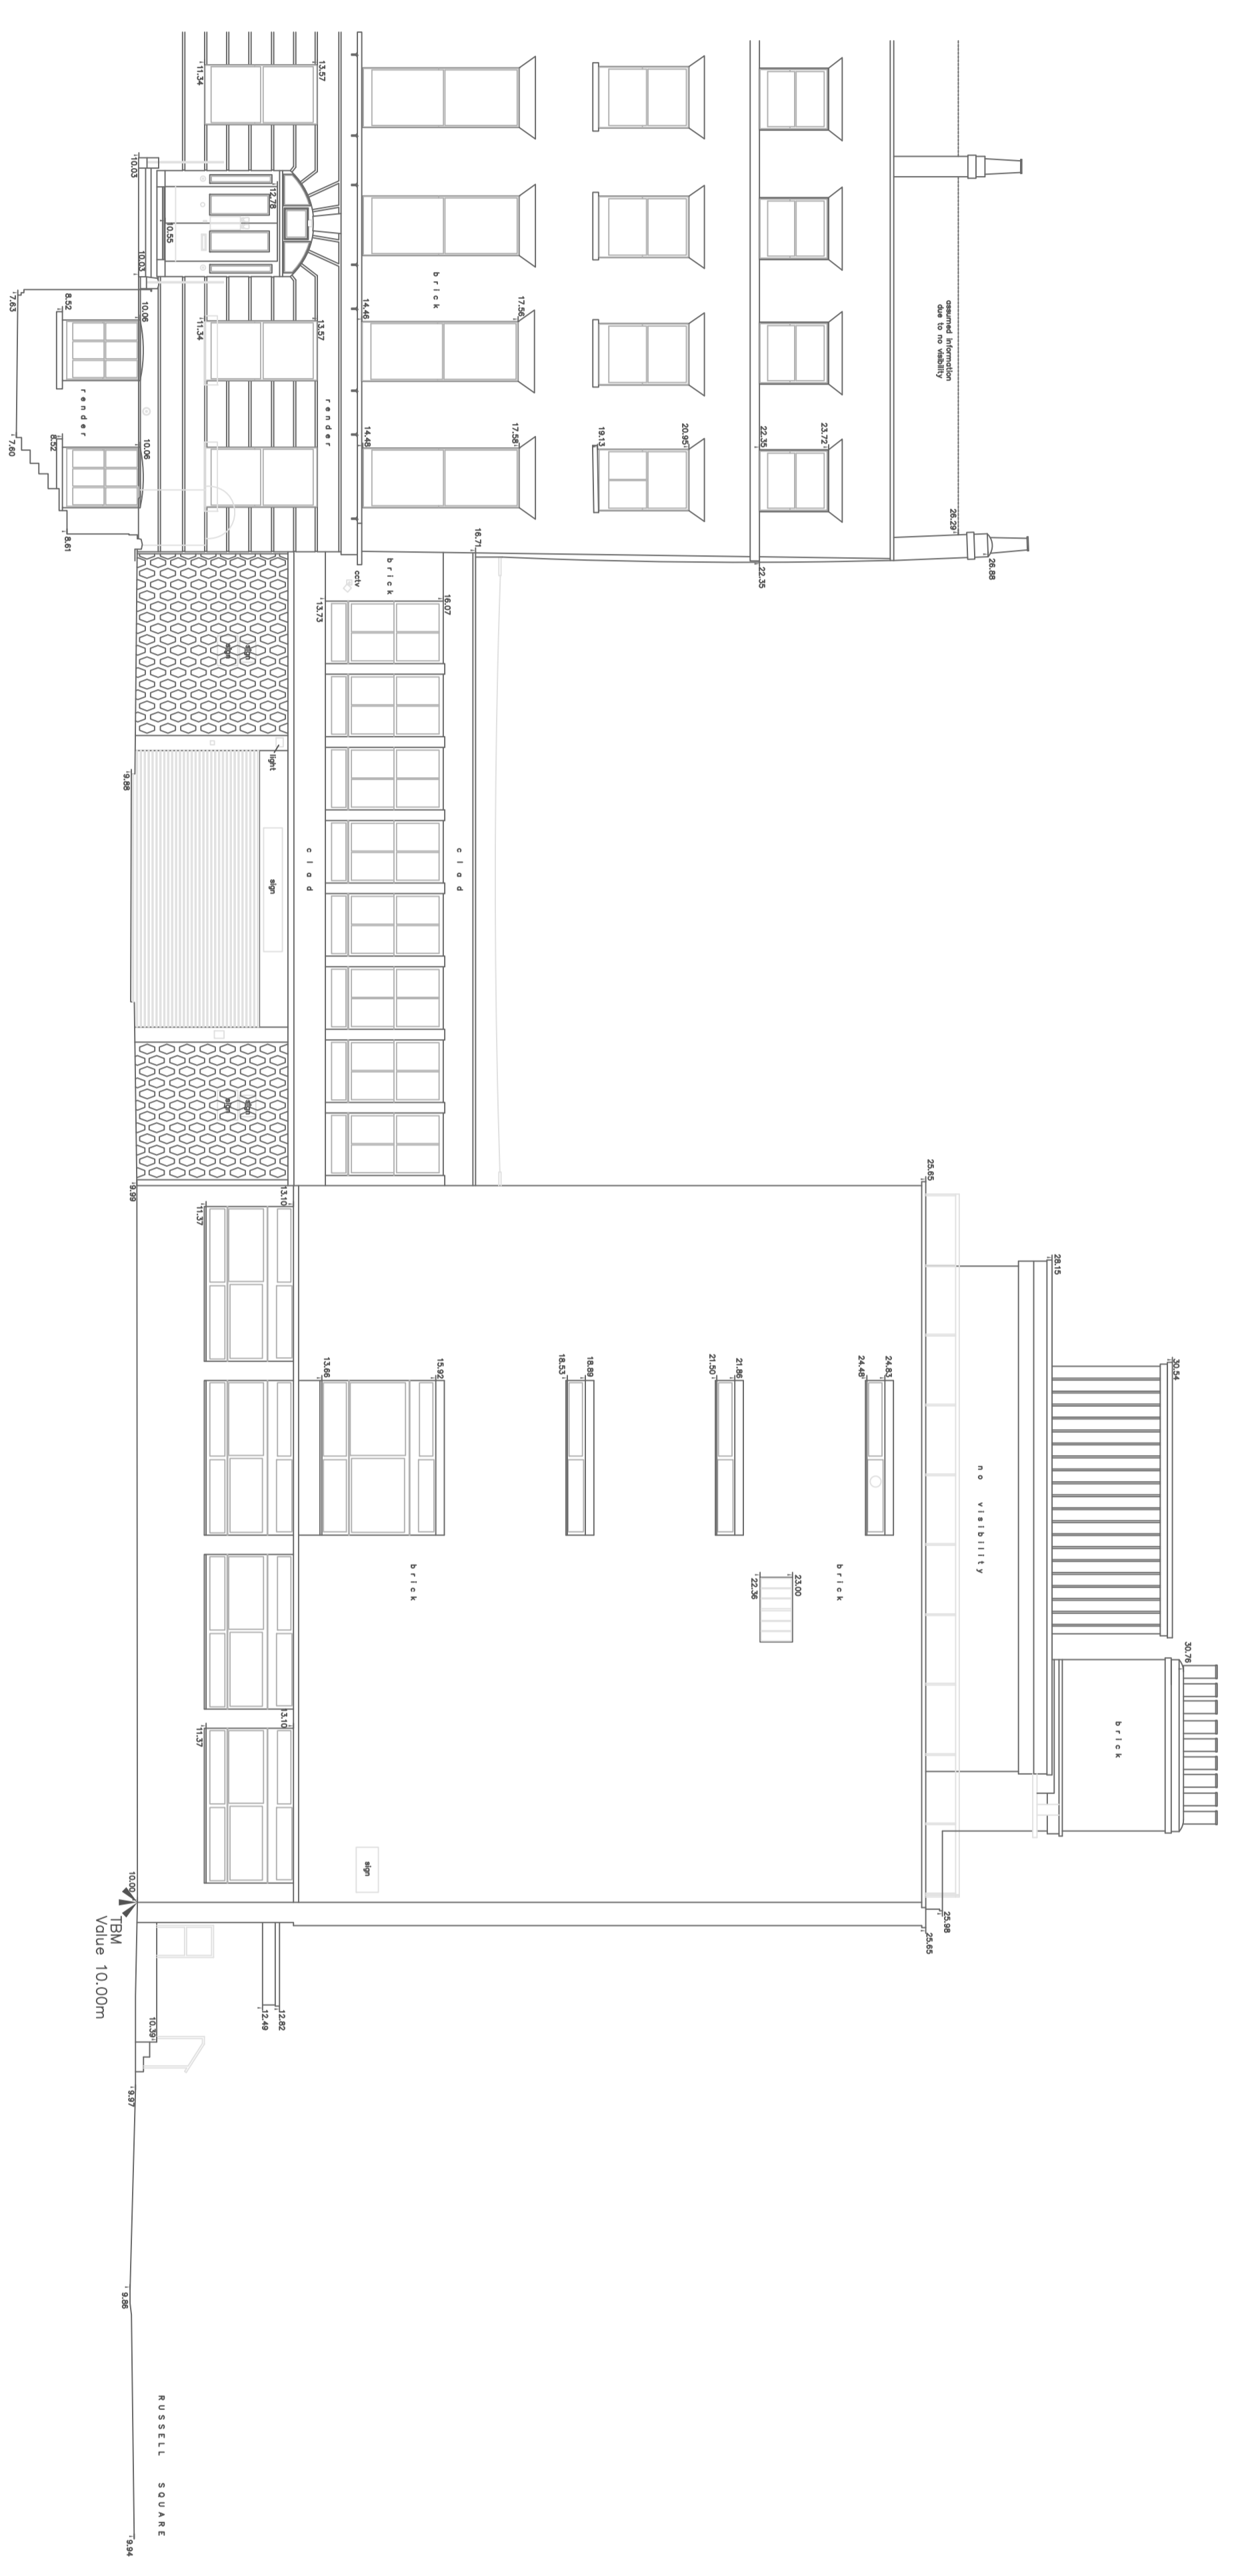 assumed information
due to no visibility
26.29
26.88
25.65
28.15
30.54
30.76
no visibility
brick
25.98
25.65
22.35
23.72
22.35
19.13
20.95
17.56
17.58
14.46
14.48
brick
16.71
24.48
24.83
21.50
21.86
18.53
18.89
23.00
22.36
brick
brick
13.66
15.92
13.57
11.34
12.78
10.55
10.03
10.03
13.57
11.34
render
brick
cctv
16.07
13.73
clad
clad
light
sign
sign
sign
sign
sign
9.88
9.99
13.10
11.37
13.10
11.37
sign
10.00
TBM
Value 10.00m
12.82
12.49
10.39
9.97
9.86
9.94
RUSSELL SQUARE
10.06
8.52
7.63
render
10.06
8.52
7.60
8.61